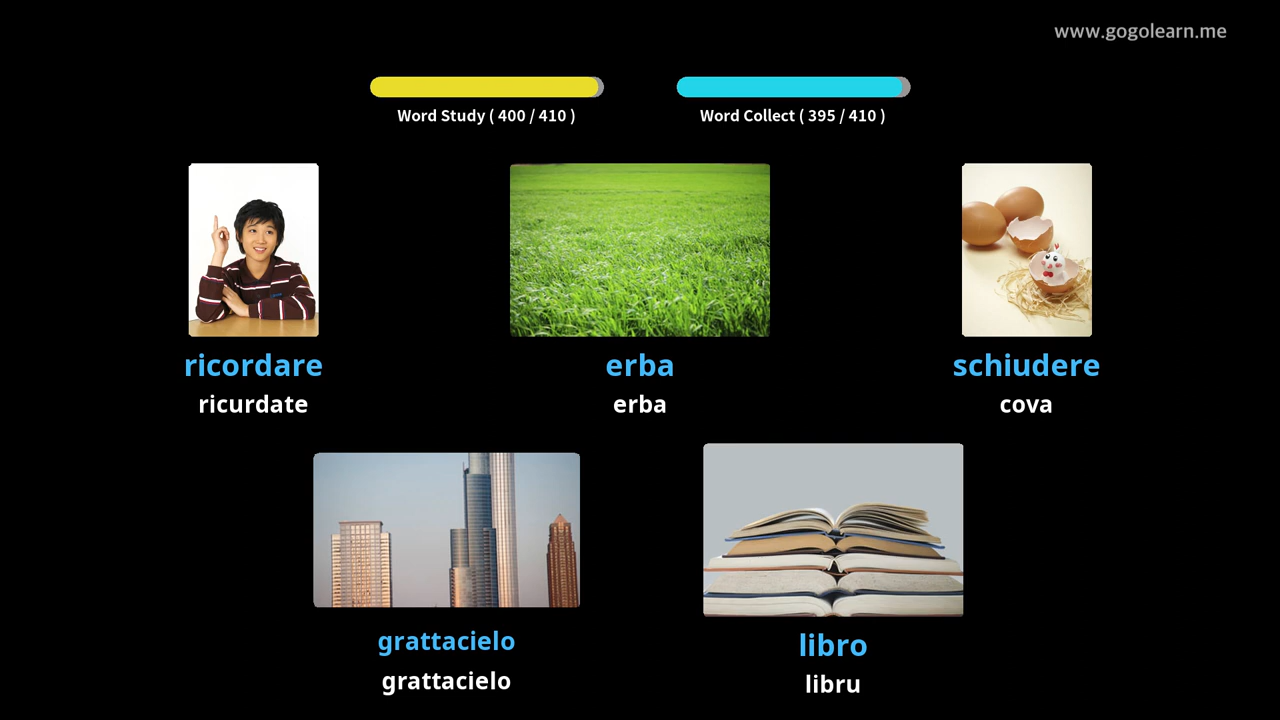 www.gogolearn.me
Word Study ( 400 / 410 )
Word Collect ( 395 / 410 )
ricordare
ricurdate
erba
erba
schiudere
cova
grattacielo
grattacielo
libro
libru